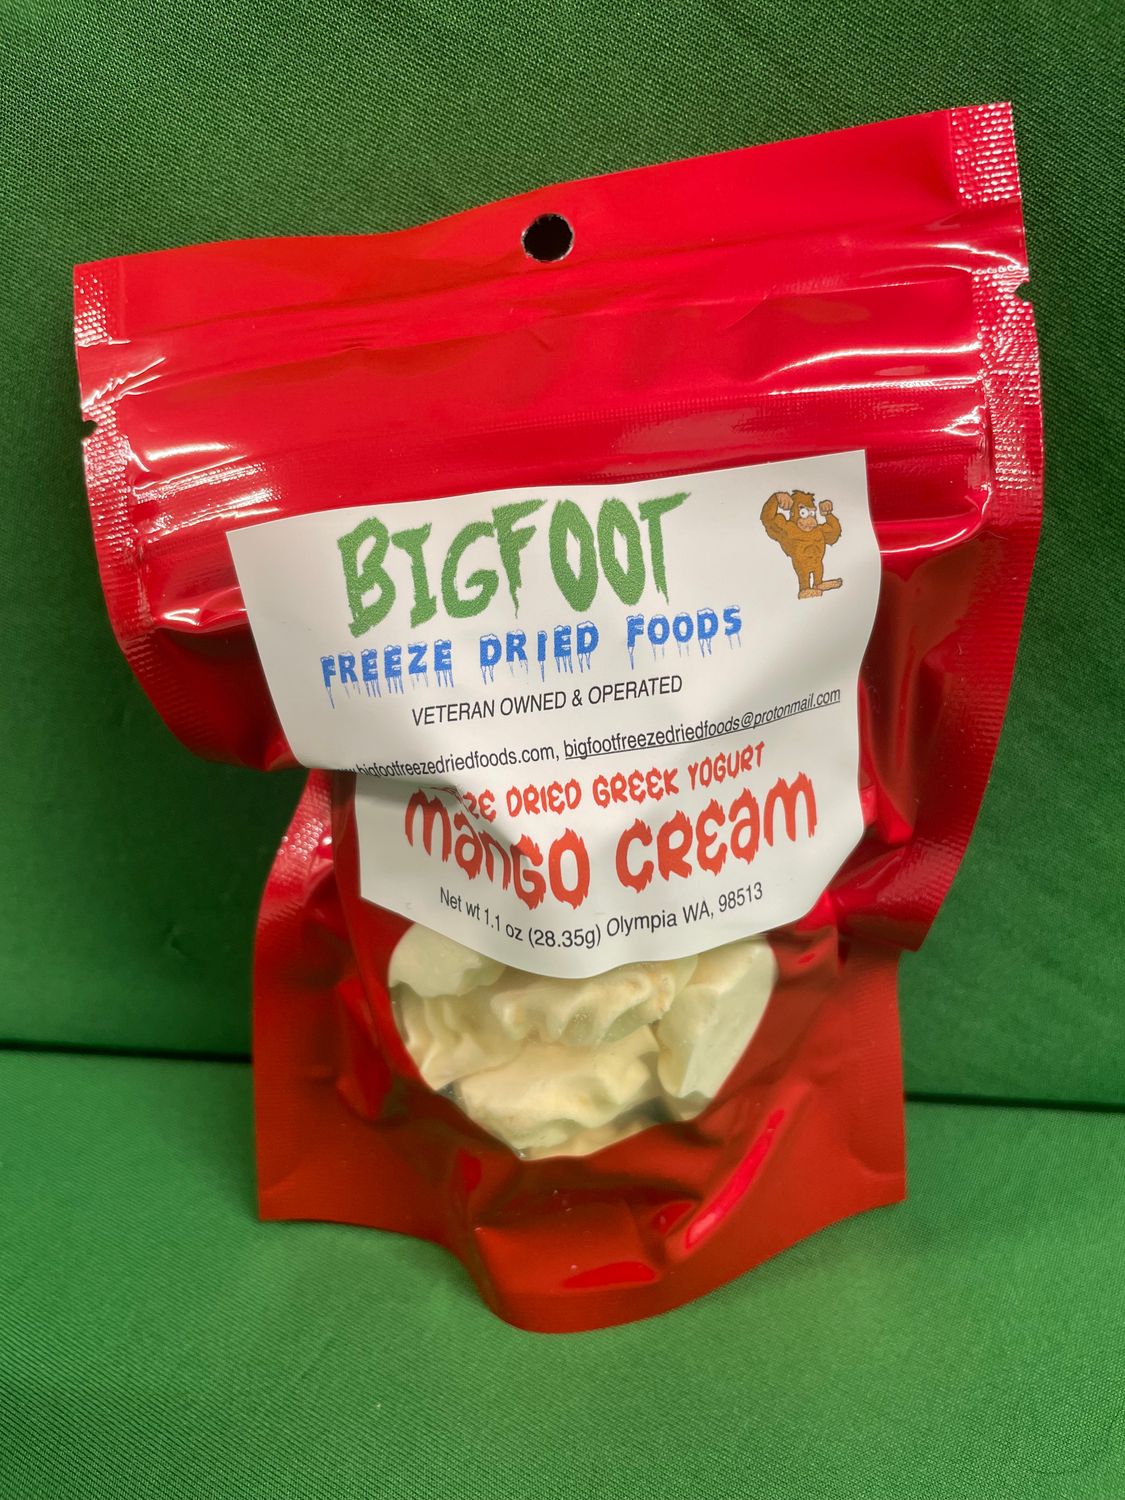 BIGFOOT
FREEZE DRIED FOODS
VETERAN OWNED & OPERATED
bigfootfreezedriedfoods.com, bigfootfreezedriedfoods@protonmail.com
DRIED GREEK YOGURT
MANGO CREAM
Net wt 1.1 oz (28.35g) Olympia WA, 98513